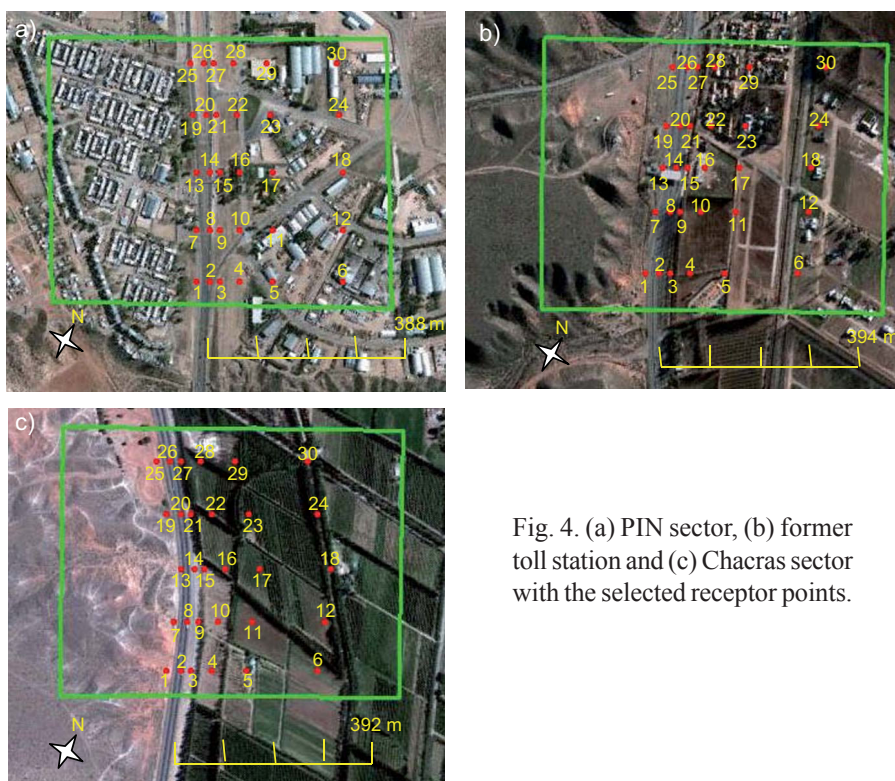 a)
26 28 30
25 27 29
20 22 24
19 21 23
14 16 18
13 15 17
8 10 12
7 9 11
2 4 6
1 3 5
N
388 m
b)
26 28 30
25 27 29
20 22 24
19 21 23
14 16 18
13 15 17
8 10 12
7 9 11
2 4 6
1 3 5
N
394 m
c)
26 28 30
25 27 29
20 22 24
19 21 23
14 16 18
13 15 17
8 10 12
7 9 11
2 4 6
1 3 5
N
392 m
Fig. 4. (a) PIN sector, (b) former
toll station and (c) Chacras sector
with the selected receptor points.